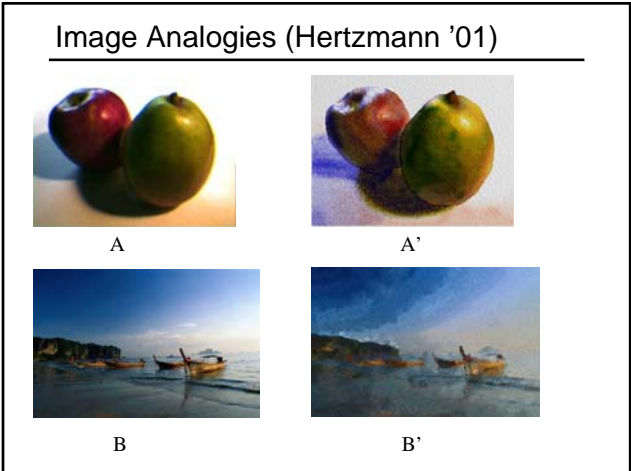 Image Analogies (Hertzmann ’01)
A A’
B B’